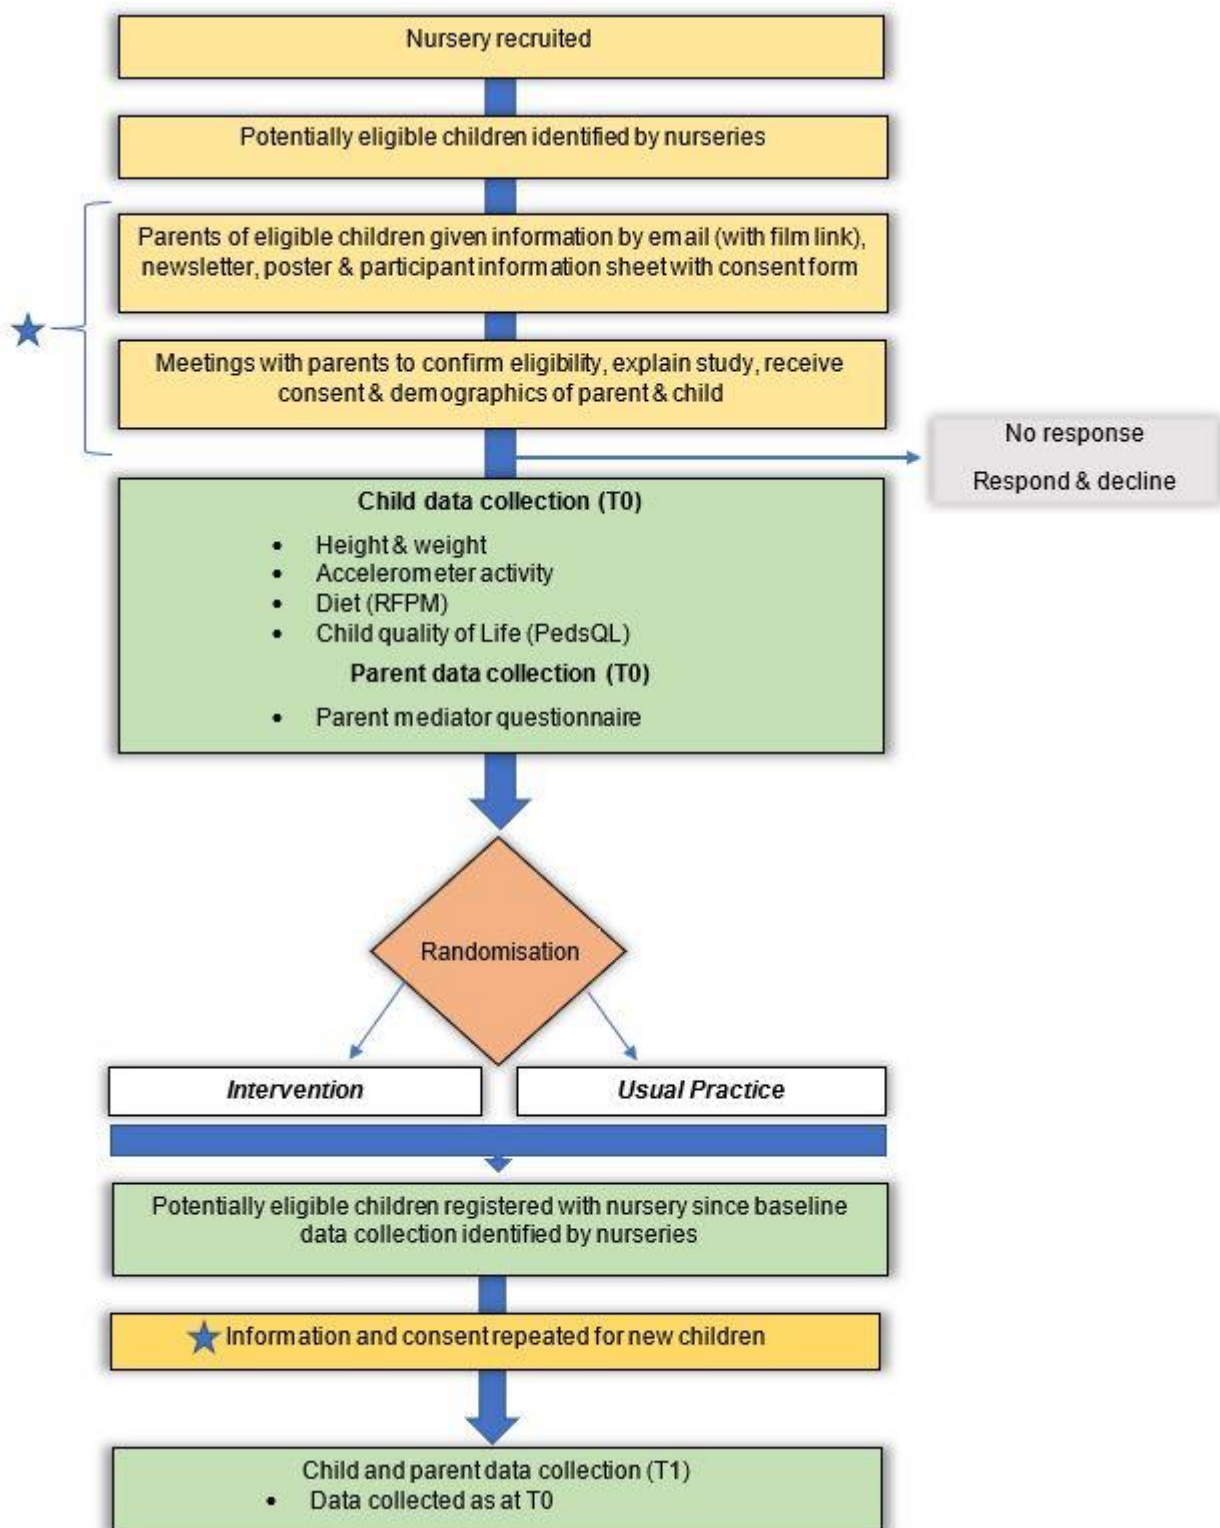 Nursery recruited
Potentially eligible children identified by nurseries
Parents of eligible children given information by email (with film link),
newsletter, poster & participant information sheet with consent form
Meetings with parents to confirm eligibility, explain study, receive
consent & demographics of parent & child
No response
Respond & decline
Child data collection (T0)
• Height & weight
• Accelerometer activity
• Diet (RFPM)
• Child quality of Life (PedsQL)
Parent data collection (T0)
• Parent mediator questionnaire
Randomisation
Intervention
Usual Practice
Potentially eligible children registered with nursery since baseline
data collection identified by nurseries
Information and consent repeated for new children
Child and parent data collection (T1)
• Data collected as at T0